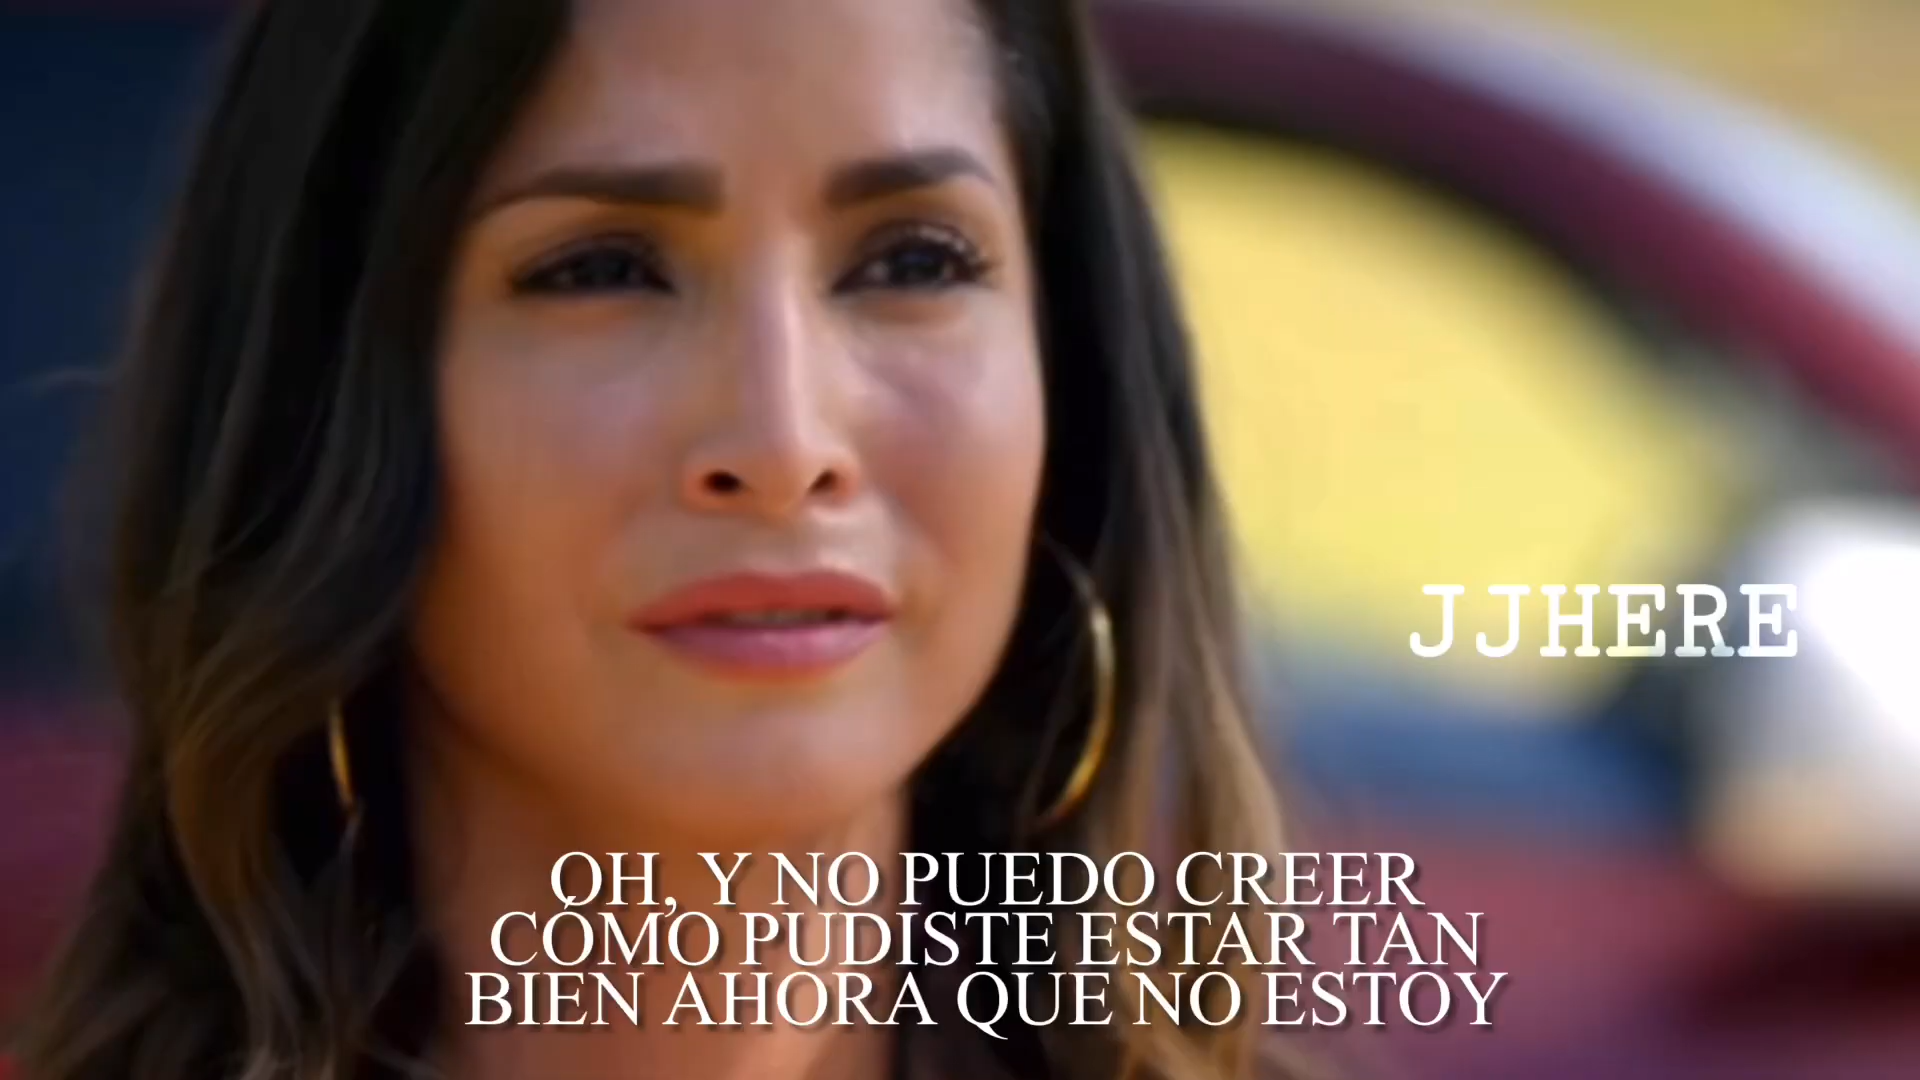 JJHERE
OH, Y NO PUEDO CREER
CÓMO PUDISTE ESTAR TAN
BIEN AHORA QUE NO ESTOY